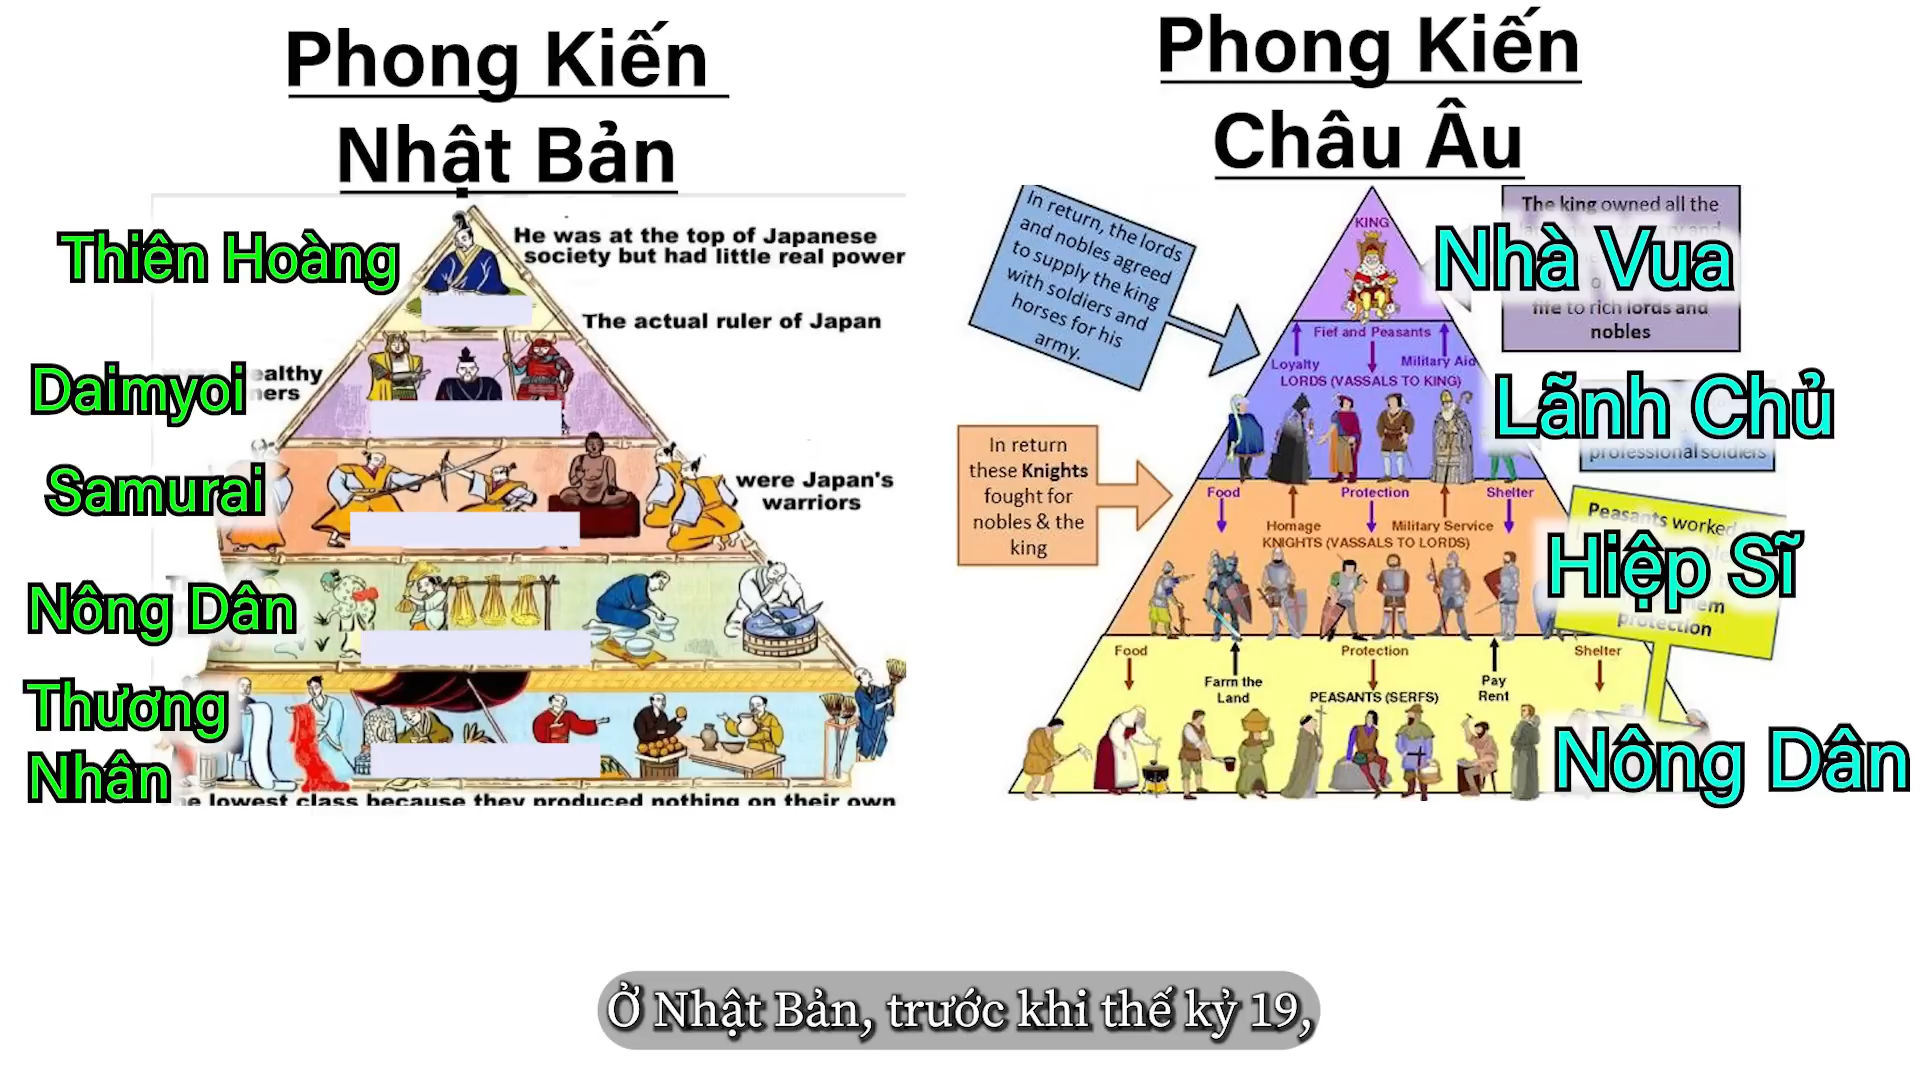 Phong Kiến
Nhật Bản
Thiên Hoàng
He was at the top of Japanese
society but had little real power
The actual ruler of Japan
Daimyoi
Samurai
were Japan's
warriors
Nông Dân
Thương
Nhân
lowest class because they produced nothing on their own
Phong Kiến
Châu Âu
In return, the lords
and nobles agreed
to supply the king
with soldiers and
horses for his
army.
KING
The king owned all the
Nhà Vua
to rich lords and
nobles
Fief and Peasants
Loyalty
Military Aid
LORDS (VASSALS TO KING)
Lãnh Chủ
professional soldiers
In return
these Knights
fought for
nobles & the
king
Food
Protection
Shelter
Homage
Military Service
KNIGHTS (VASSALS TO LORDS)
Peasants worked
Hiệp Sĩ
protection
Food
Protection
Shelter
Farm the
Land
Pay
Rent
PEASANTS (SERFS)
Nông Dân
Ở Nhật Bản, trước khi thế kỷ 19,